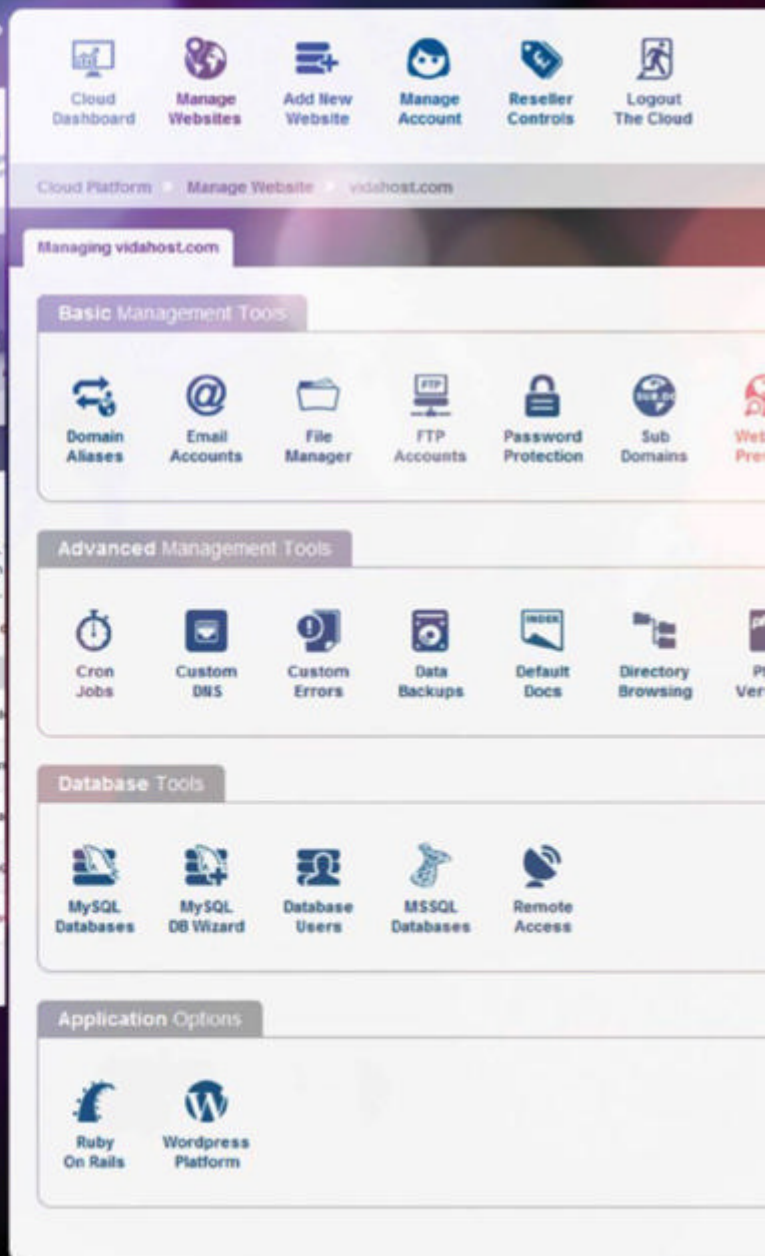 Cloud
Dashboard
Manage
Websites
Add New
Website
Manage
Account
Reseller
Controls
Logout
The Cloud
Cloud Platform Manage Website vidahost.com
Managing vidahost.com
Basic Management Tools
FTP
Domain
Aliases
Email
Accounts
File
Manager
FTP
Accounts
Password
Protection
Sub
Domains
Advanced Management Tools
INDEX
Cron
Jobs
Custom
DNS
Custom
Errors
Data
Backups
Default
Docs
Directory
Browsing
Database Tools
MySQL
Databases
MySQL
DB Wizard
Database
Users
MSSQL
Databases
Remote
Access
Application Options
Ruby
On Rails
Wordpress
Platform